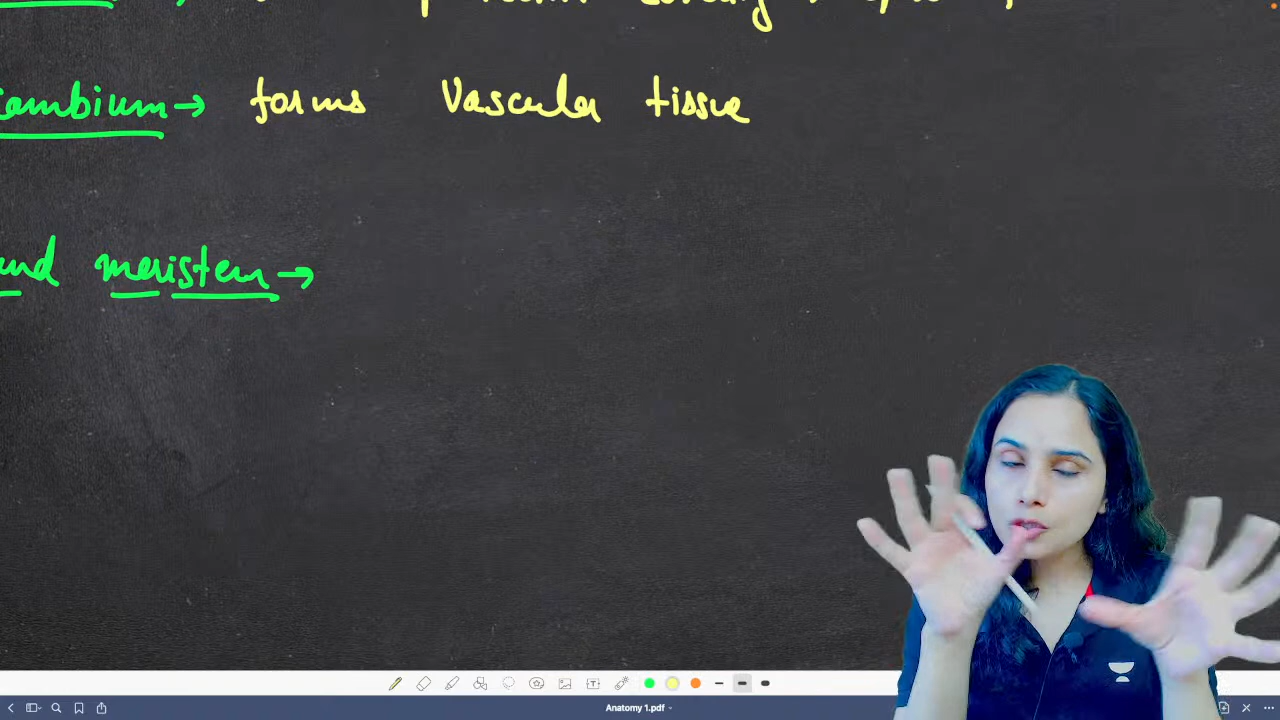 cambium → forms Vascular tissue
und meristem →
Anatomy 1.pdf